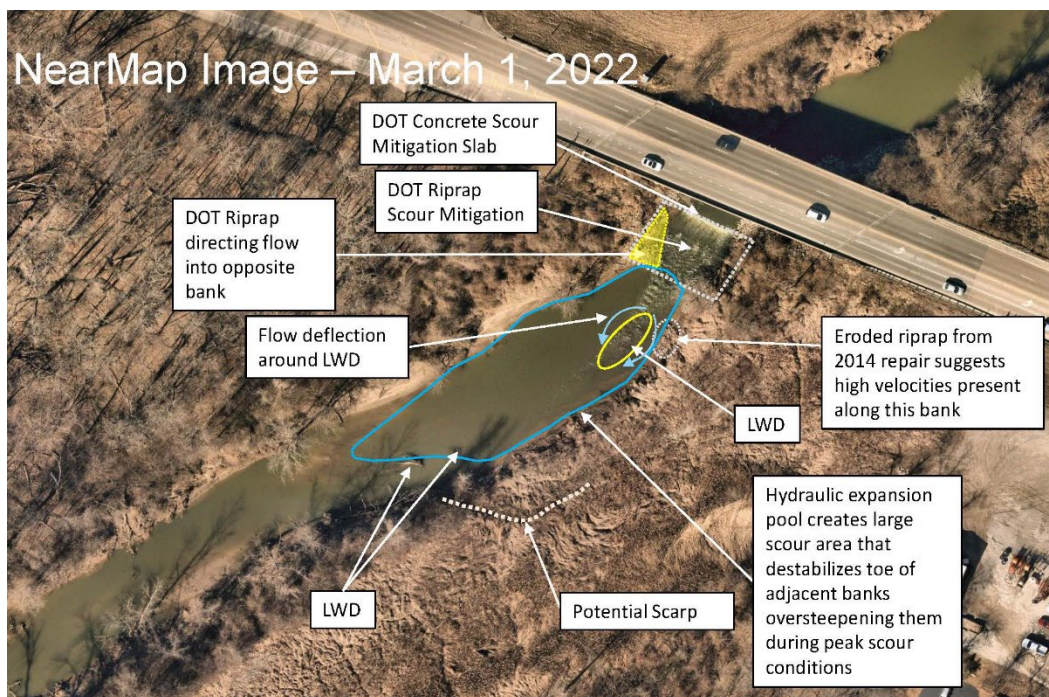 NearMap Image – March 1, 2022
DOT Concrete Scour
Mitigation Slab
DOT Riprap
Scour Mitigation
DOT Riprap
directing flow
into opposite
bank
Flow deflection
around LWD
Eroded riprap from
2014 repair suggests
high velocities present
along this bank
LWD
Hydraulic expansion
pool creates large
scour area that
destabilizes toe of
adjacent banks
oversteepening them
during peak scour
conditions
LWD
Potential Scarp